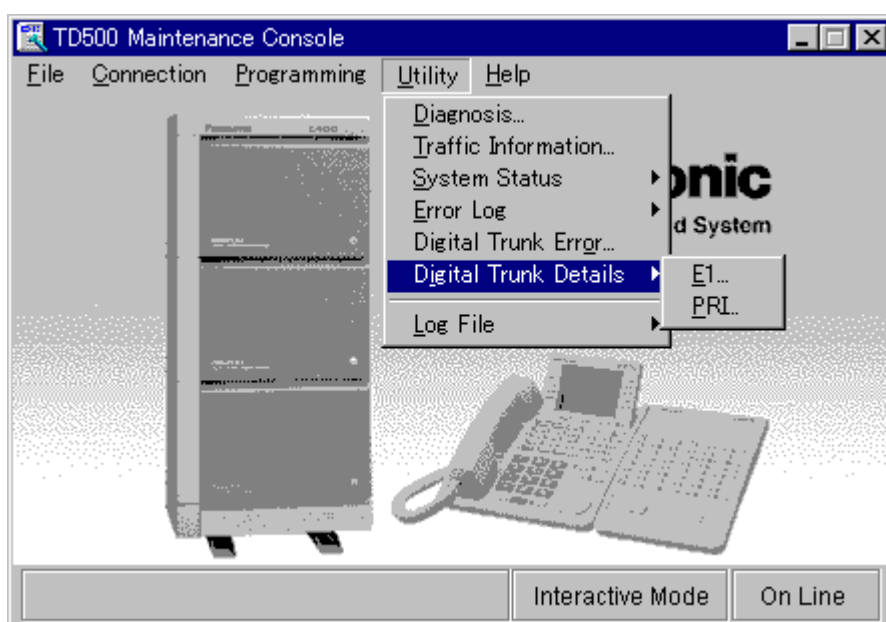 TD500 Maintenance Console
File Connection Programming Utility Help
Diagnosis...
Traffic Information...
System Status
Error Log
Digital Trunk Error...
Digital Trunk Details
E1...
PRI...
Log File
onic
d System
Interactive Mode
On Line